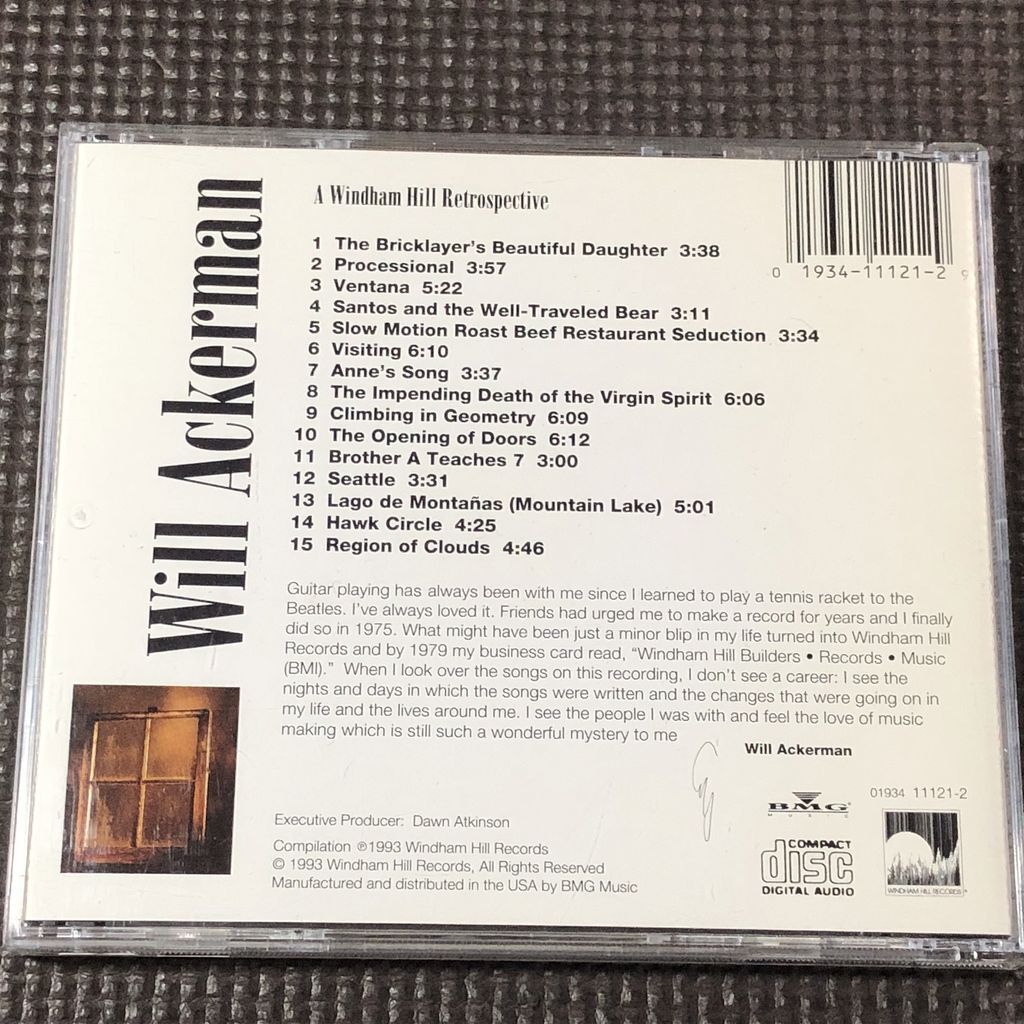 Will Ackerman
A Windham Hill Retrospective
0 1934-11121-2 9
1 The Bricklayer's Beautiful Daughter 3:38
2 Processional 3:57
3 Ventana 5:22
4 Santos and the Well-Traveled Bear 3:11
5 Slow Motion Roast Beef Restaurant Seduction 3:34
6 Visiting 6:10
7 Anne's Song 3:37
8 The Impending Death of the Virgin Spirit 6:06
9 Climbing in Geometry 6:09
10 The Opening of Doors 6:12
11 Brother A Teaches 7 3:00
12 Seattle 3:31
13 Lago de Montañas (Mountain Lake) 5:01
14 Hawk Circle 4:25
15 Region of Clouds 4:46
Guitar playing has always been with me since I learned to play a tennis racket to the
Beatles. I've always loved it. Friends had urged me to make a record for years and I finally
did so in 1975. What might have been just a minor blip in my life turned into Windham Hill
Records and by 1979 my business card read, “Windham Hill Builders • Records • Music
(BMI).” When I look over the songs on this recording, I don't see a career: I see the
nights and days in which the songs were written and the changes that were going on in
my life and the lives around me. I see the people I was with and feel the love of music
making which is still such a wonderful mystery to me
Will Ackerman
Executive Producer: Dawn Atkinson
Compilation ℗1993 Windham Hill Records
© 1993 Windham Hill Records, All Rights Reserved
Manufactured and distributed in the USA by BMG Music
BMG
MUSIC
01934 11121-2
COMPACT
disc
DIGITAL AUDIO
WINDHAM HILL RECORDS